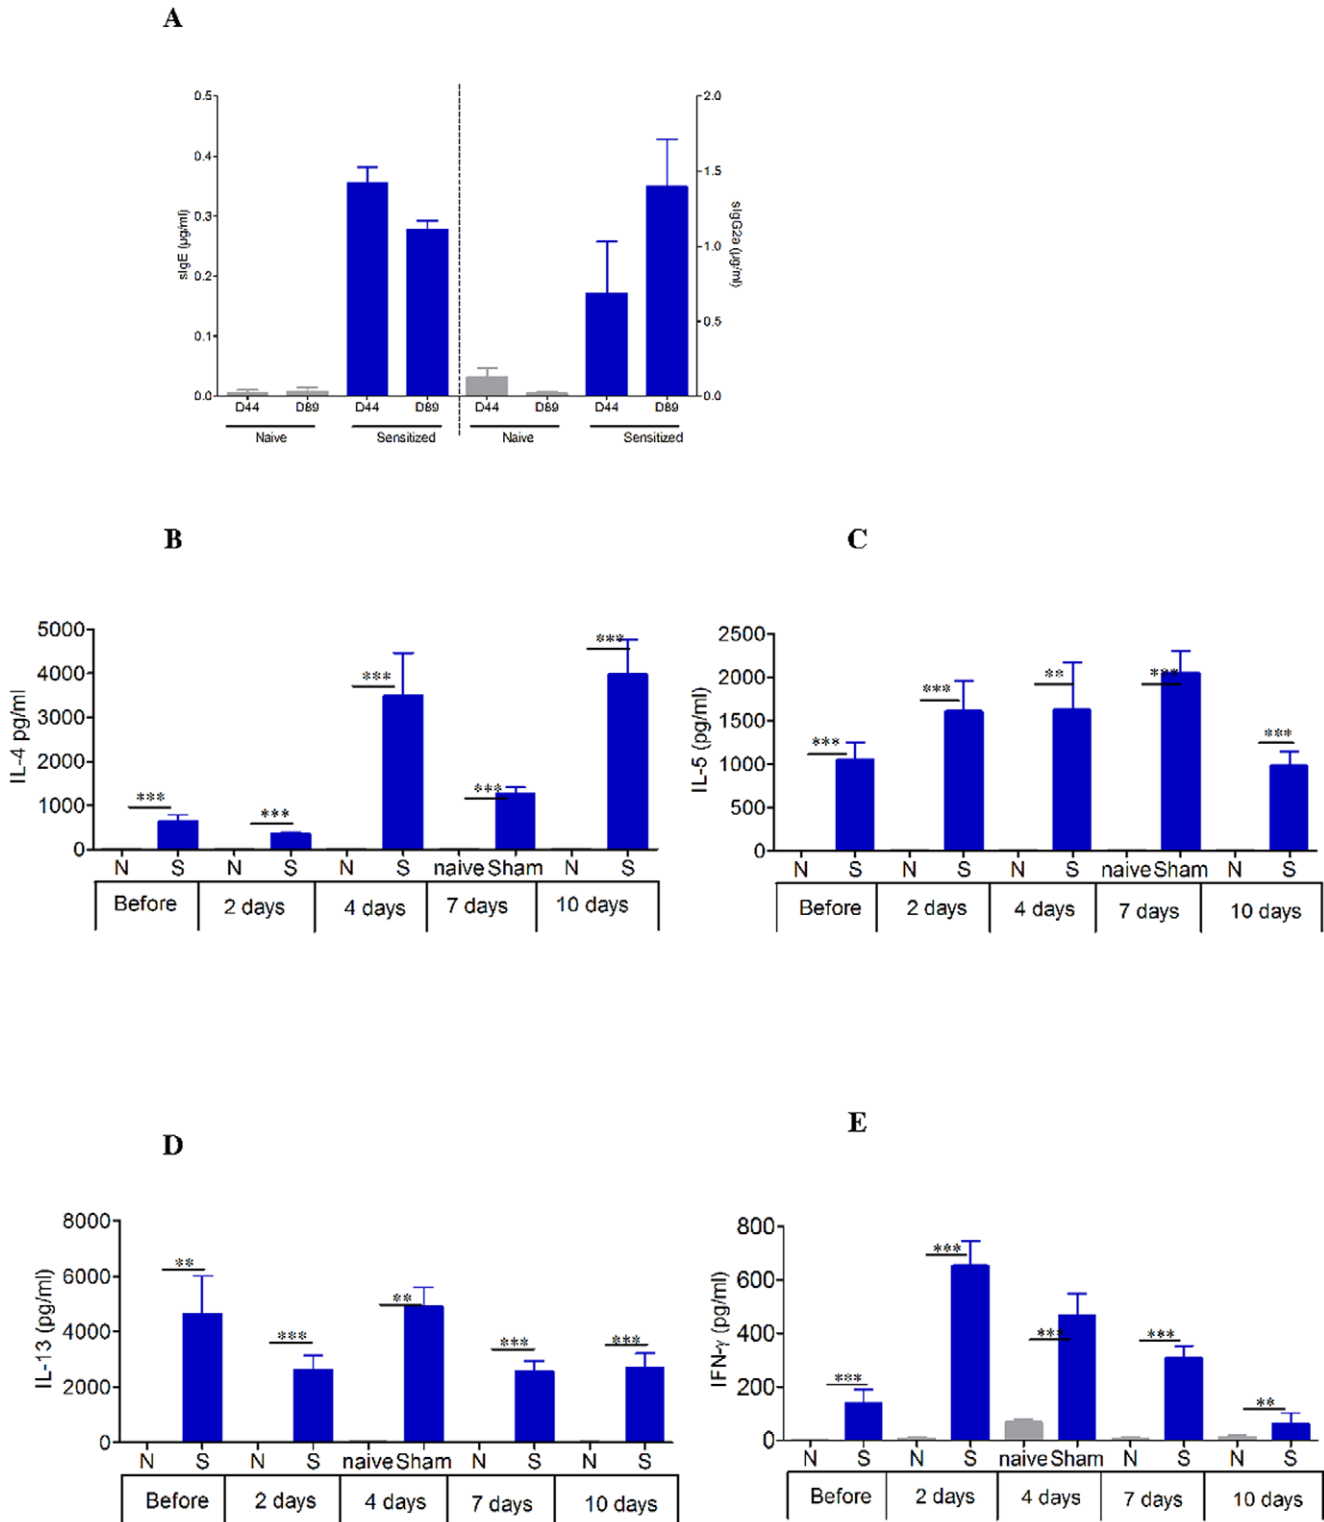 A
0.5
0.4
0.3
0.2
0.1
0.0
sIgE (µg/ml)
2.0
1.5
1.0
0.5
0.0
sIgG2a (µg/ml)
D44 D89 D44 D89 D44 D89 D44 D89
Naive Sensitized Naive Sensitized
B
5000
4000
3000
2000
1000
0
IL-4 pg/ml
*** *** *** *** ***
N S N S N S naive Sham N S
Before 2 days 4 days 7 days 10 days
C
2500
2000
1500
1000
500
0
IL-5 (pg/ml)
*** *** ** *** ***
N S N S N S naive Sham N S
Before 2 days 4 days 7 days 10 days
D
8000
6000
4000
2000
0
IL-13 (pg/ml)
** *** ** *** ***
N S N S naive Sham N S N S
Before 2 days 4 days 7 days 10 days
E
800
600
400
200
0
IFN-γ (pg/ml)
*** *** *** *** **
N S N S naive Sham N S N S
Before 2 days 4 days 7 days 10 days